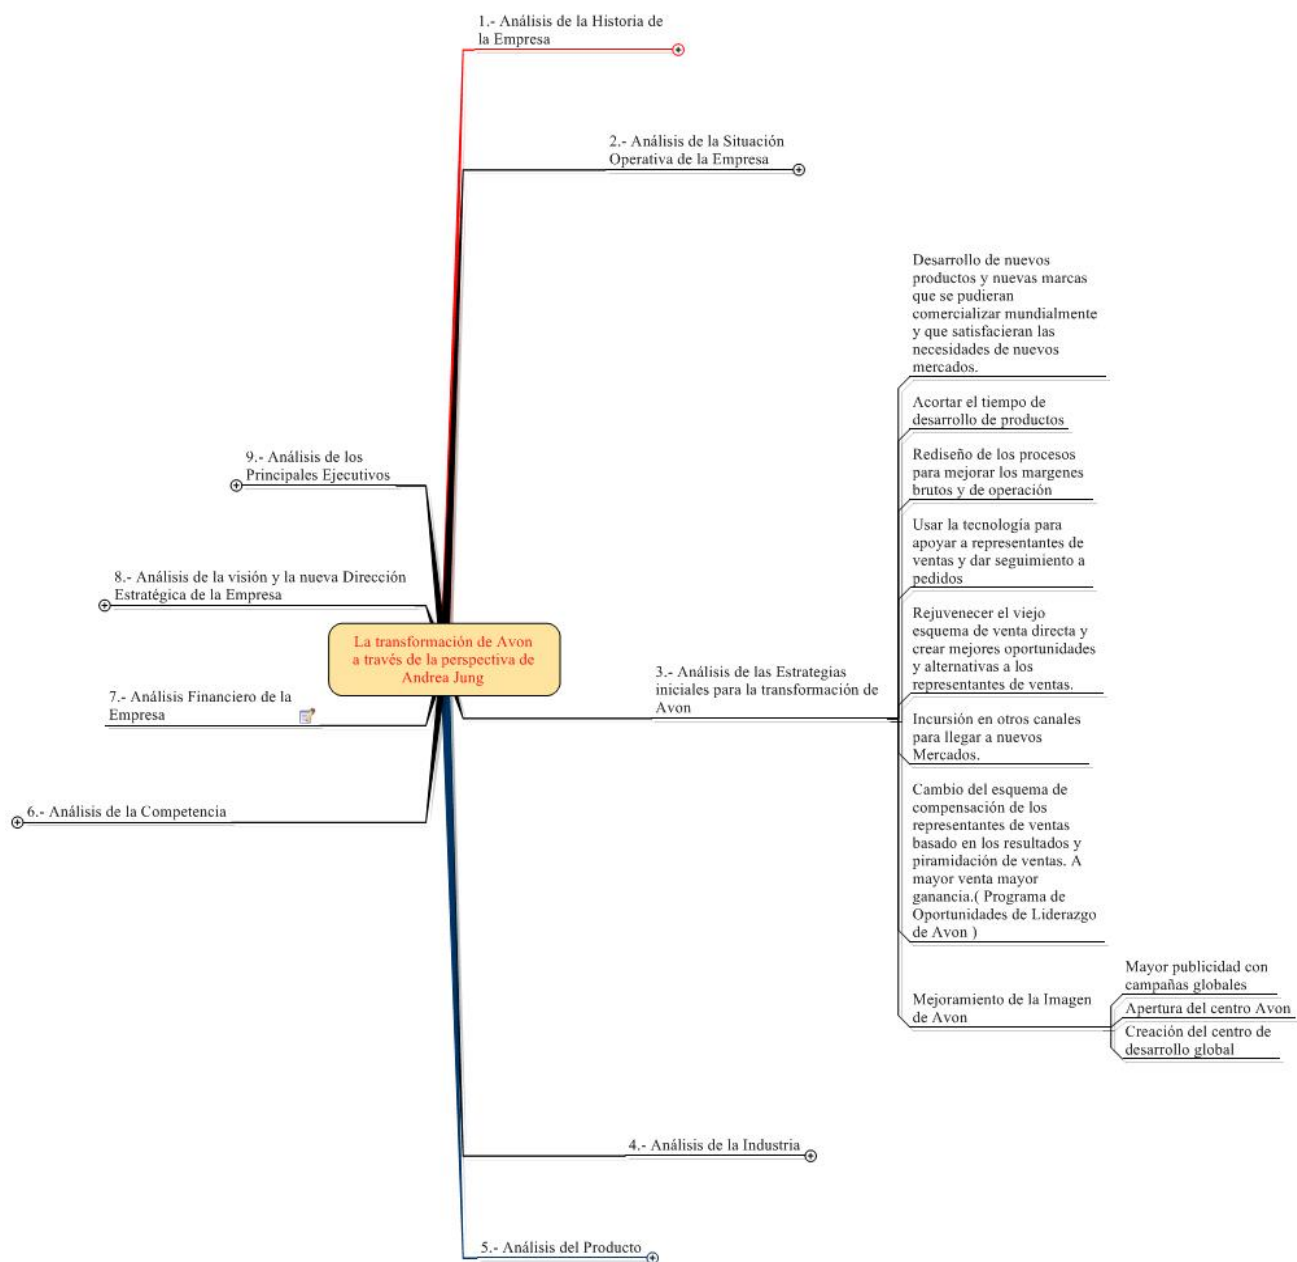 1.- Análisis de la Historia de
la Empresa
2.- Análisis de la Situación
Operativa de la Empresa
Desarrollo de nuevos
productos y nuevas marcas
que se pudieran
comercializar mundialmente
y que satisfacieran las
necesidades de nuevos
mercados.
Acortar el tiempo de
desarrollo de productos
Rediseño de los procesos
para mejorar los margenes
brutos y de operación
Usar la tecnología para
apoyar a representantes de
ventas y dar seguimiento a
pedidos
Rejuvenecer el viejo
esquema de venta directa y
crear mejores oportunidades
y alternativas a los
representantes de ventas.
Incursión en otros canales
para llegar a nuevos
Mercados.
Cambio del esquema de
compensación de los
representantes de ventas
basado en los resultados y
piramidación de ventas. A
mayor venta mayor
ganancia.( Programa de
Oportunidades de Liderazgo
de Avon )
Mejoramiento de la Imagen
de Avon
Mayor publicidad con
campañas globales
Apertura del centro Avon
Creación del centro de
desarrollo global
3.- Análisis de las Estrategias
iniciales para la transformación de
Avon
9.- Análisis de los
Principales Ejecutivos
8.- Análisis de la visión y la nueva Dirección
Estratégica de la Empresa
La transformación de Avon
a través de la perspectiva de
Andrea Jung
7.- Análisis Financiero de la
Empresa
6.- Análisis de la Competencia
4.- Análisis de la Industria
5.- Análisis del Producto